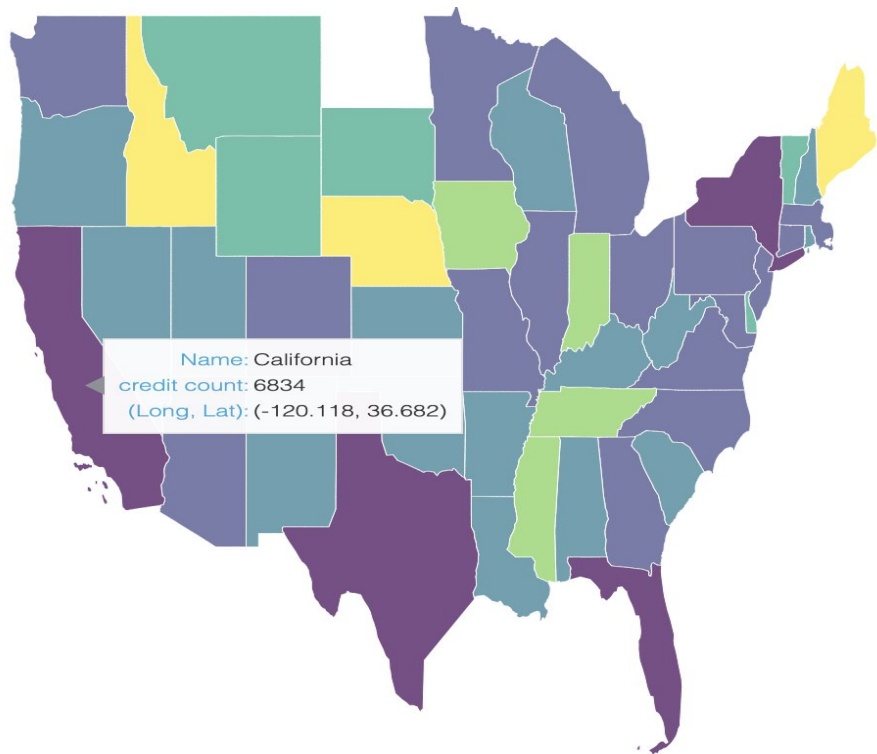 Name: California
credit count: 6834
(Long, Lat): (-120.118, 36.682)